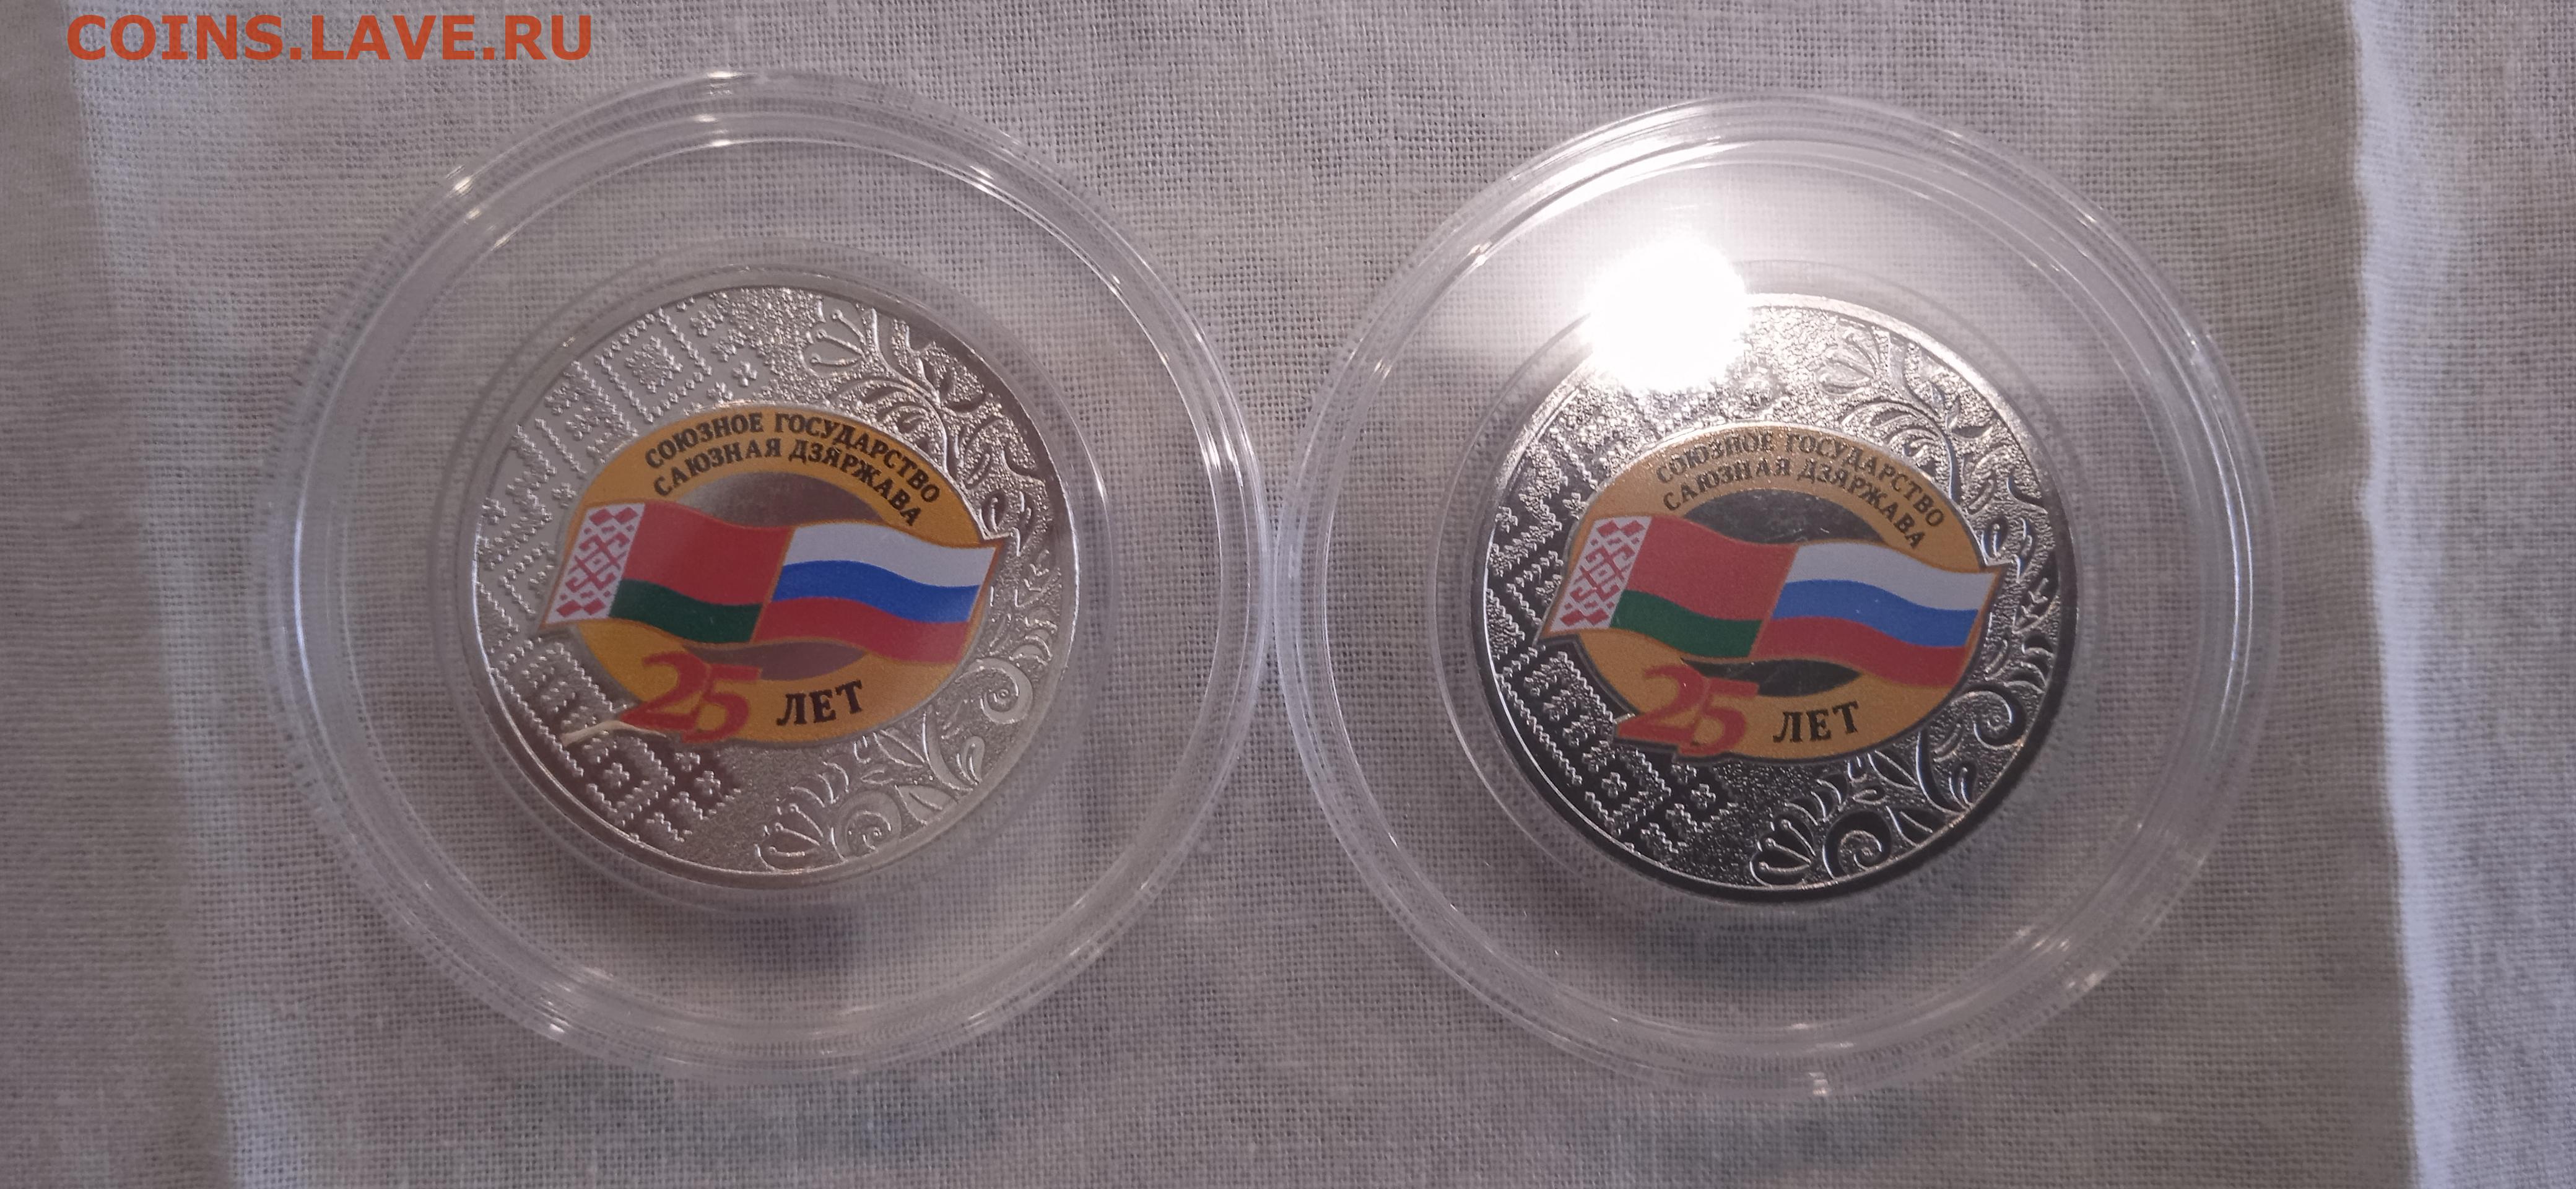 COINS.LAVE.RU
СОЮЗНОЕ ГОСУДАРСТВО
САЮЗНАЯ ДЗЯРЖАВА
25 ЛЕТ
СОЮЗНОЕ ГОСУДАРСТВО
САЮЗНАЯ ДЗЯРЖАВА
25 ЛЕТ